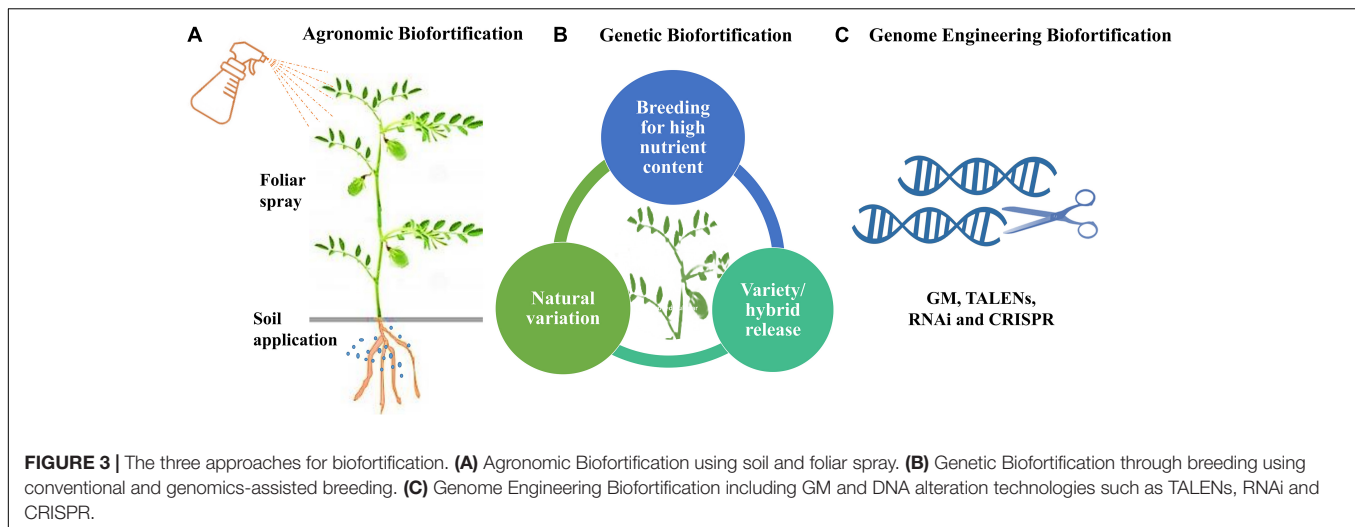 A Agronomic Biofortification
Foliar
spray
Soil
application
B Genetic Biofortification
Breeding
for high
nutrient
content
Natural
variation
Variety/
hybrid
release
C Genome Engineering Biofortification
GM, TALENs,
RNAi and CRISPR
FIGURE 3 | The three approaches for biofortification. (A) Agronomic Biofortification using soil and foliar spray. (B) Genetic Biofortification through breeding using
conventional and genomics-assisted breeding. (C) Genome Engineering Biofortification including GM and DNA alteration technologies such as TALENs, RNAi and
CRISPR.